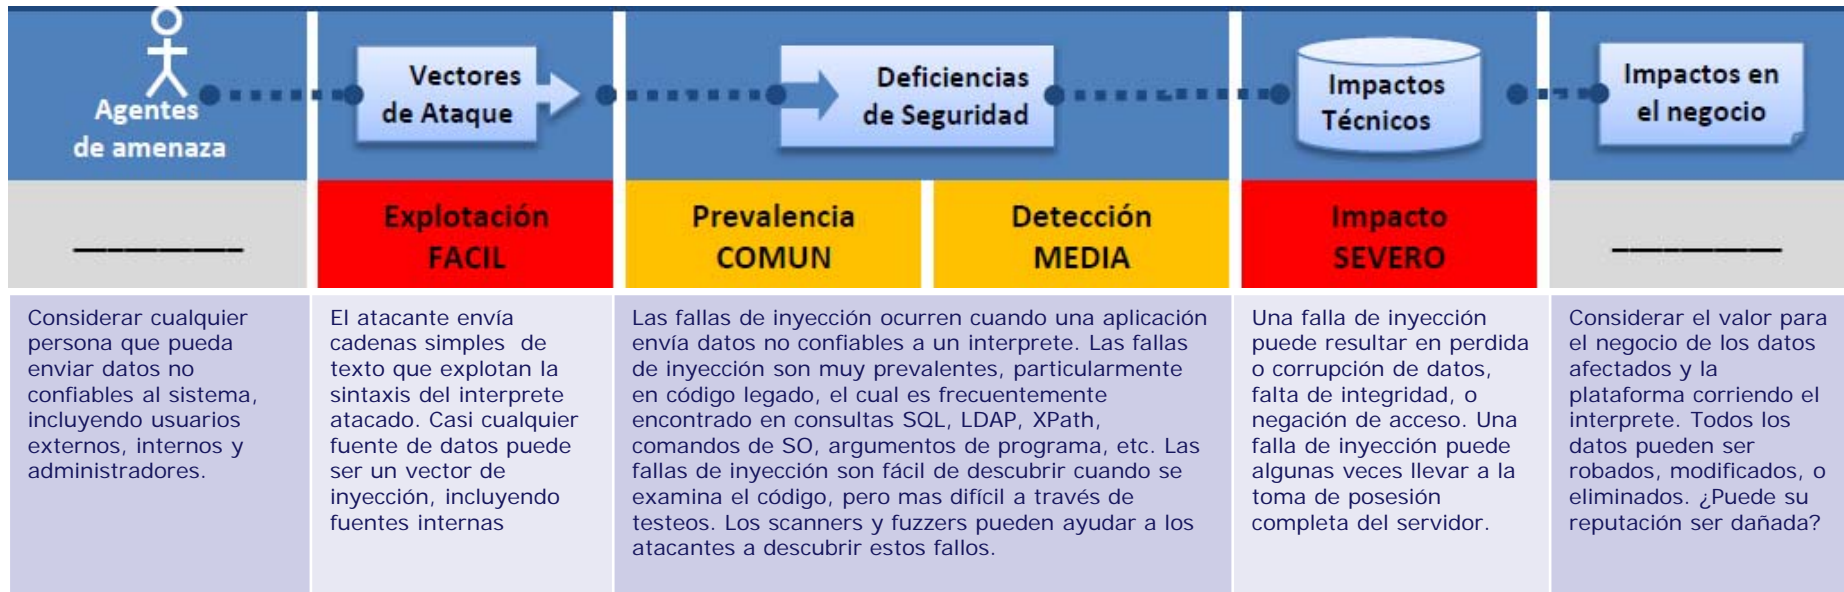 Agentes
de amenaza
Vectores
de Ataque
Deficiencias
de Seguridad
Impactos
Técnicos
Impactos en
el negocio
Explotación
FACIL
Prevalencia
COMUN
Detección
MEDIA
Impacto
SEVERO
Considerar cualquier
persona que pueda
enviar datos no
confiables al sistema,
incluyendo usuarios
externos, internos y
administradores.
El atacante envía
cadenas simples de
texto que explotan la
sintaxis del interprete
atacado. Casi cualquier
fuente de datos puede
ser un vector de
inyección, incluyendo
fuentes internas
Las fallas de inyección ocurren cuando una aplicación
envía datos no confiables a un interprete. Las fallas
de inyección son muy prevalentes, particularmente
en código legado, el cual es frecuentemente
encontrado en consultas SQL, LDAP, XPath,
comandos de SO, argumentos de programa, etc. Las
fallas de inyección son fácil de descubrir cuando se
examina el código, pero mas difícil a través de
testeos. Los scanners y fuzzers pueden ayudar a los
atacantes a descubrir estos fallos.
Una falla de inyección
puede resultar en perdida
o corrupción de datos,
falta de integridad, o
negación de acceso. Una
falla de inyección puede
algunas veces llevar a la
toma de posesión
completa del servidor.
Considerar el valor para
el negocio de los datos
afectados y la
plataforma corriendo el
interprete. Todos los
datos pueden ser
robados, modificados, o
eliminados. ¿Puede su
reputación ser dañada?